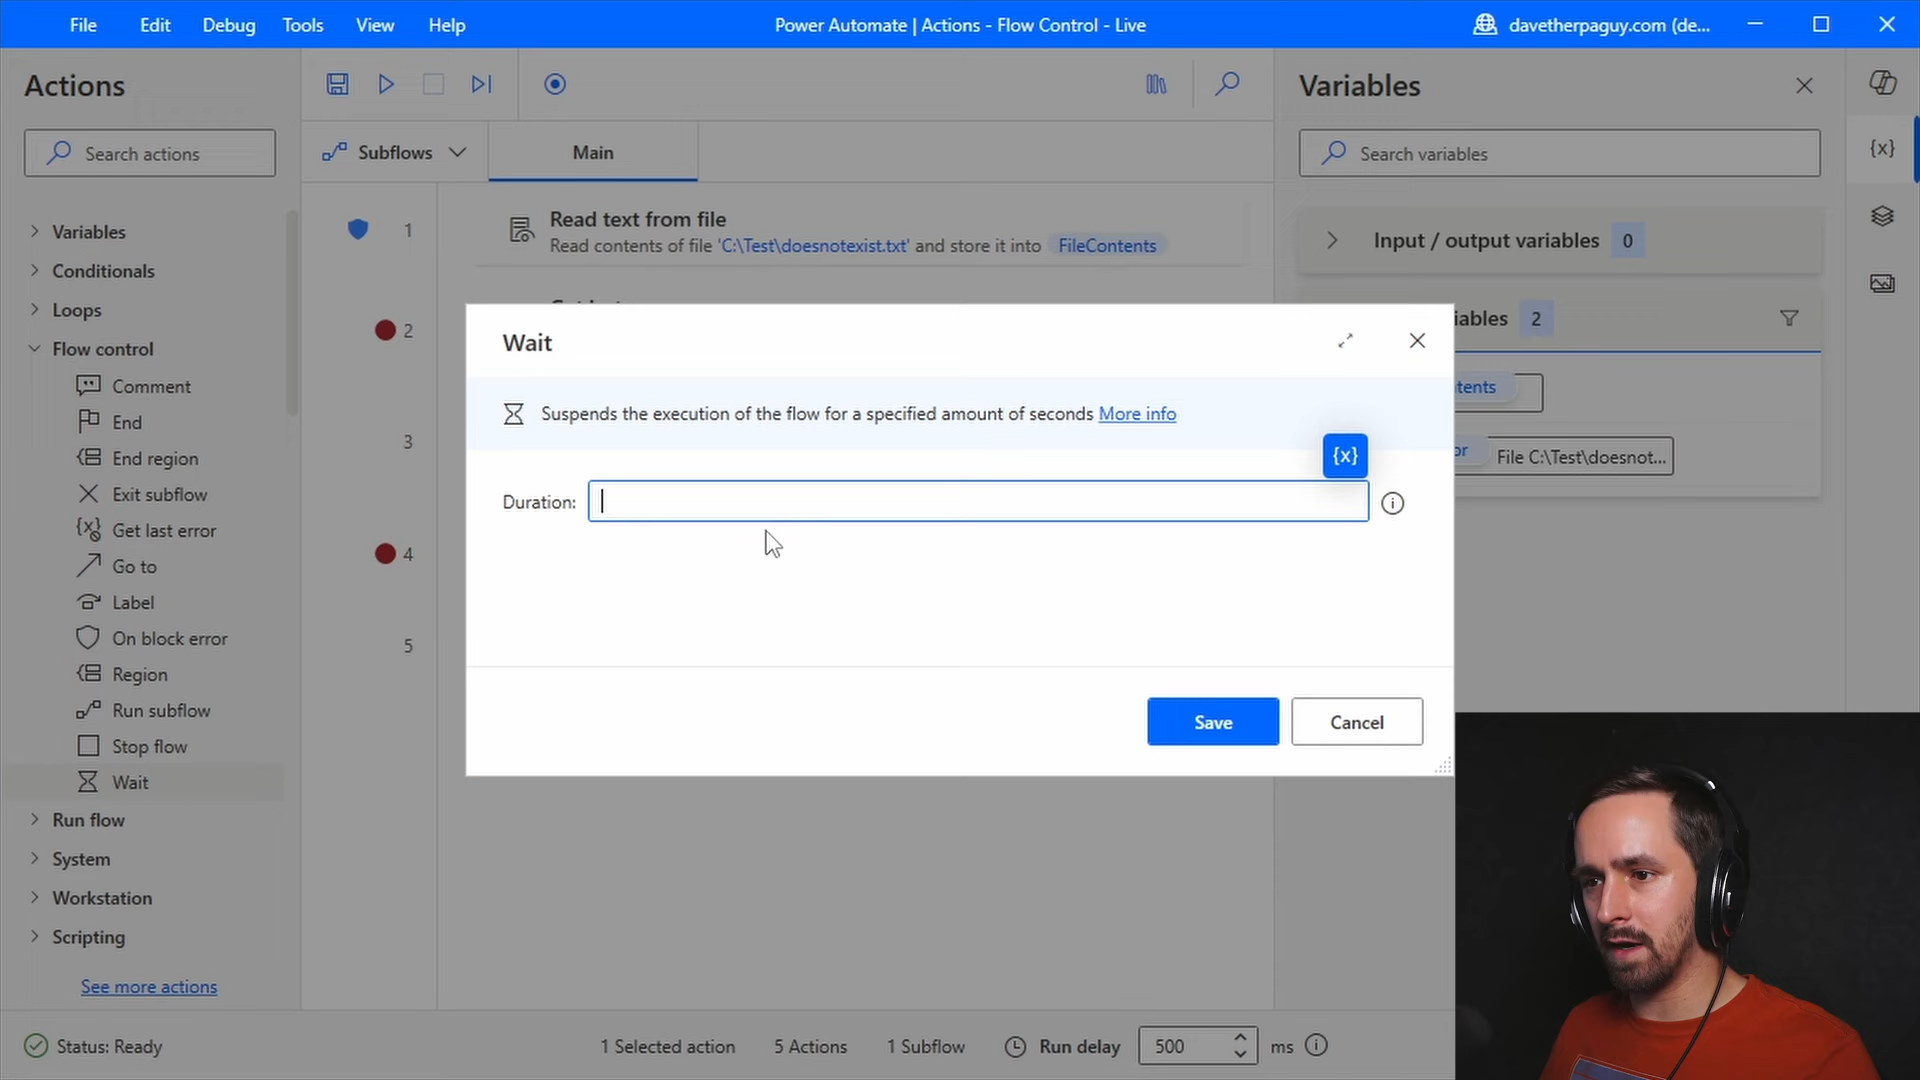 File Edit Debug Tools View Help Power Automate | Actions - Flow Control - Live davetherpaguy.com (de...
Actions
Search actions
Variables
Conditionals
Loops
Flow control
Comment
End
End region
Exit subflow
Get last error
Go to
Label
On block error
Region
Run subflow
Stop flow
Wait
Run flow
System
Workstation
Scripting
See more actions
Subflows Main
1 Read text from file
Read contents of file 'C:\Test\doesnotexist.txt' and store it into FileContents
2
3
4
5
Wait
Suspends the execution of the flow for a specified amount of seconds More info
{x}
Duration:
Save Cancel
Variables
{x}
Search variables
Input / output variables 0
iables 2
tents
or File C:\Test\doesnot...
Status: Ready 1 Selected action 5 Actions 1 Subflow Run delay 500 ms